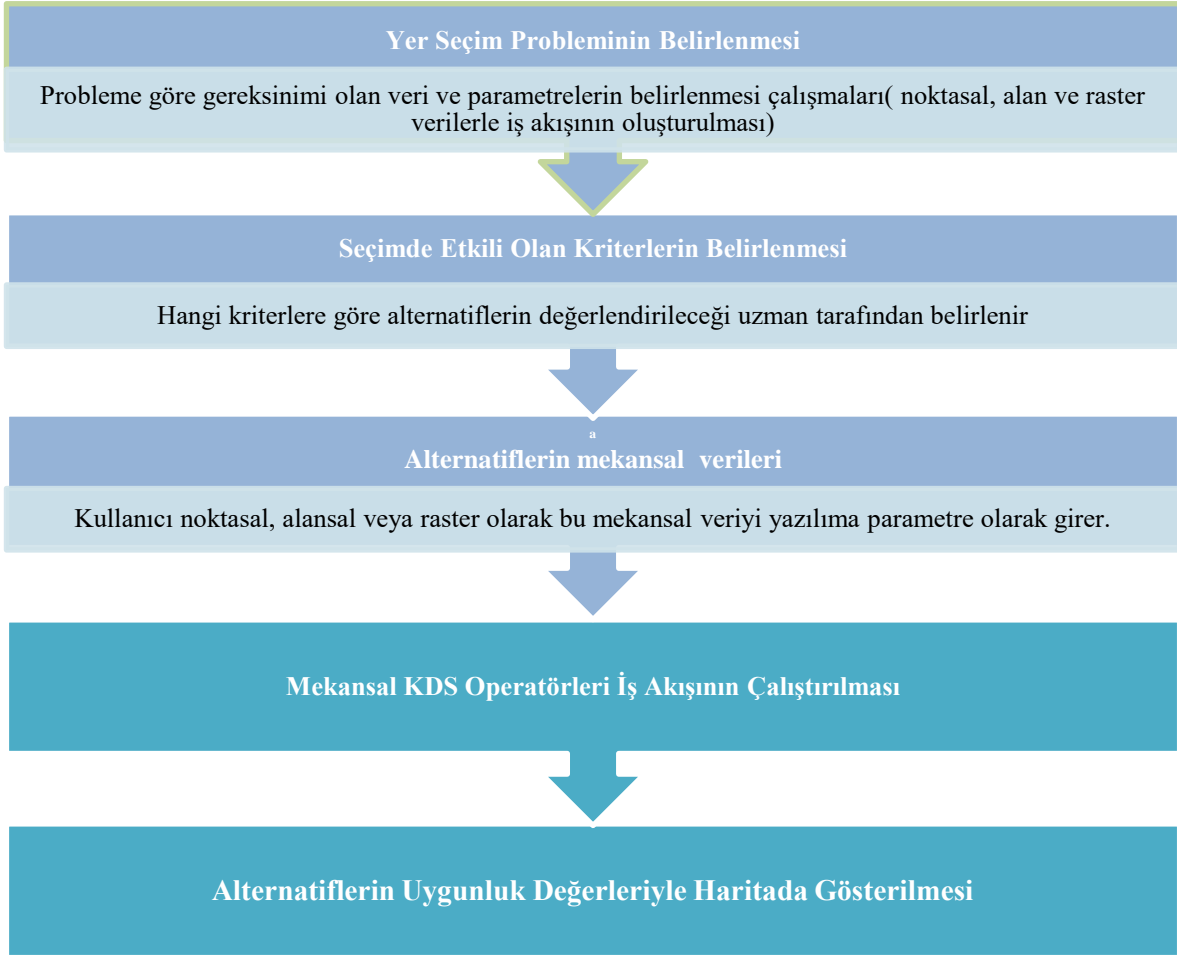 Yer Seçim Probleminin Belirlenmesi
Probleme göre gereksinimi olan veri ve parametrelerin belirlenmesi çalışmaları( noktasal, alan ve raster
verilerle iş akışının oluşturulması)
Seçimde Etkili Olan Kriterlerin Belirlenmesi
Hangi kriterlere göre alternatiflerin değerlendirileceği uzman tarafından belirlenir
a
Alternatiflerin mekansal  verileri
Kullanıcı noktasal, alansal veya raster olarak bu mekansal veriyi yazılıma parametre olarak girer.
Mekansal KDS Operatörleri İş Akışının Çalıştırılması
Alternatiflerin Uygunluk Değerleriyle Haritada Gösterilmesi